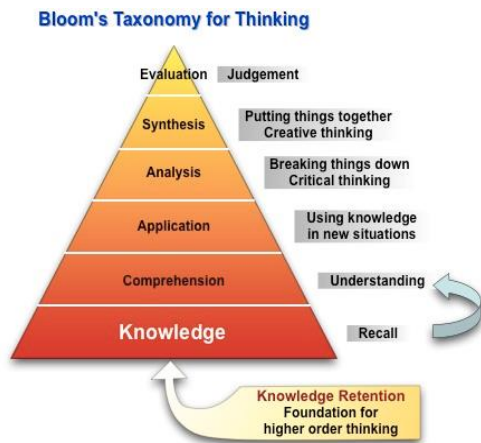 Bloom's Taxonomy for Thinking
Evaluation Judgement
Synthesis
Putting things together
Creative thinking
Analysis
Breaking things down
Critical thinking
Application
Using knowledge
in new situations
Comprehension Understanding
Knowledge Recall
Knowledge Retention
Foundation for
higher order thinking